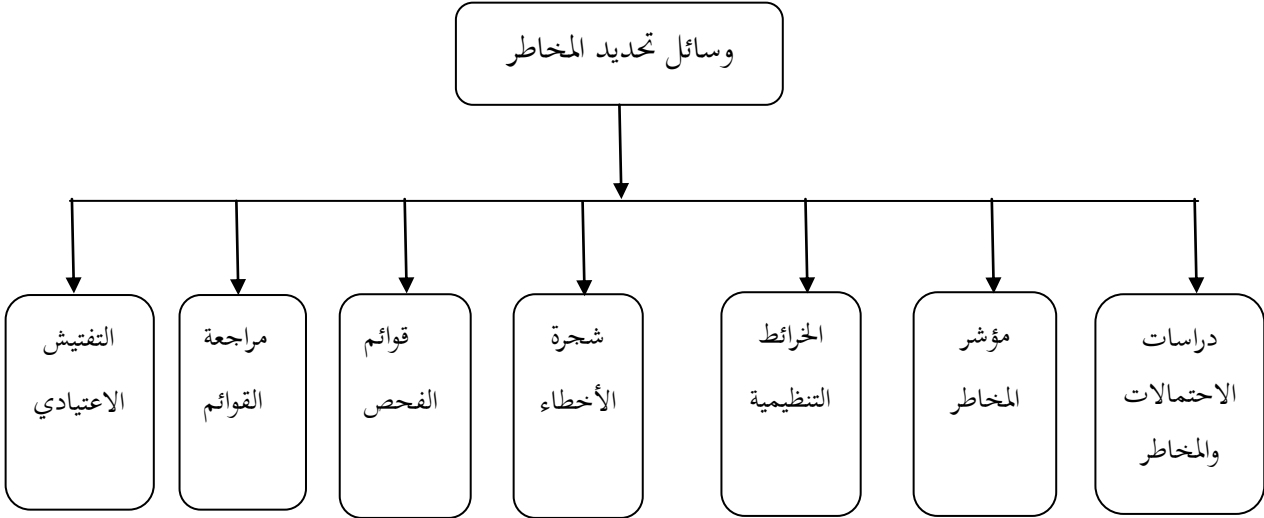 وسائل تحديد المخاطر
دراسات
الاحتمالات
والمخاطر
مؤشر
المخاطر
الخرائط
التنظيمية
شجرة
الأخطاء
قوائم
الفحص
مراجعة
القوائم
التفتيش
الاعتيادي